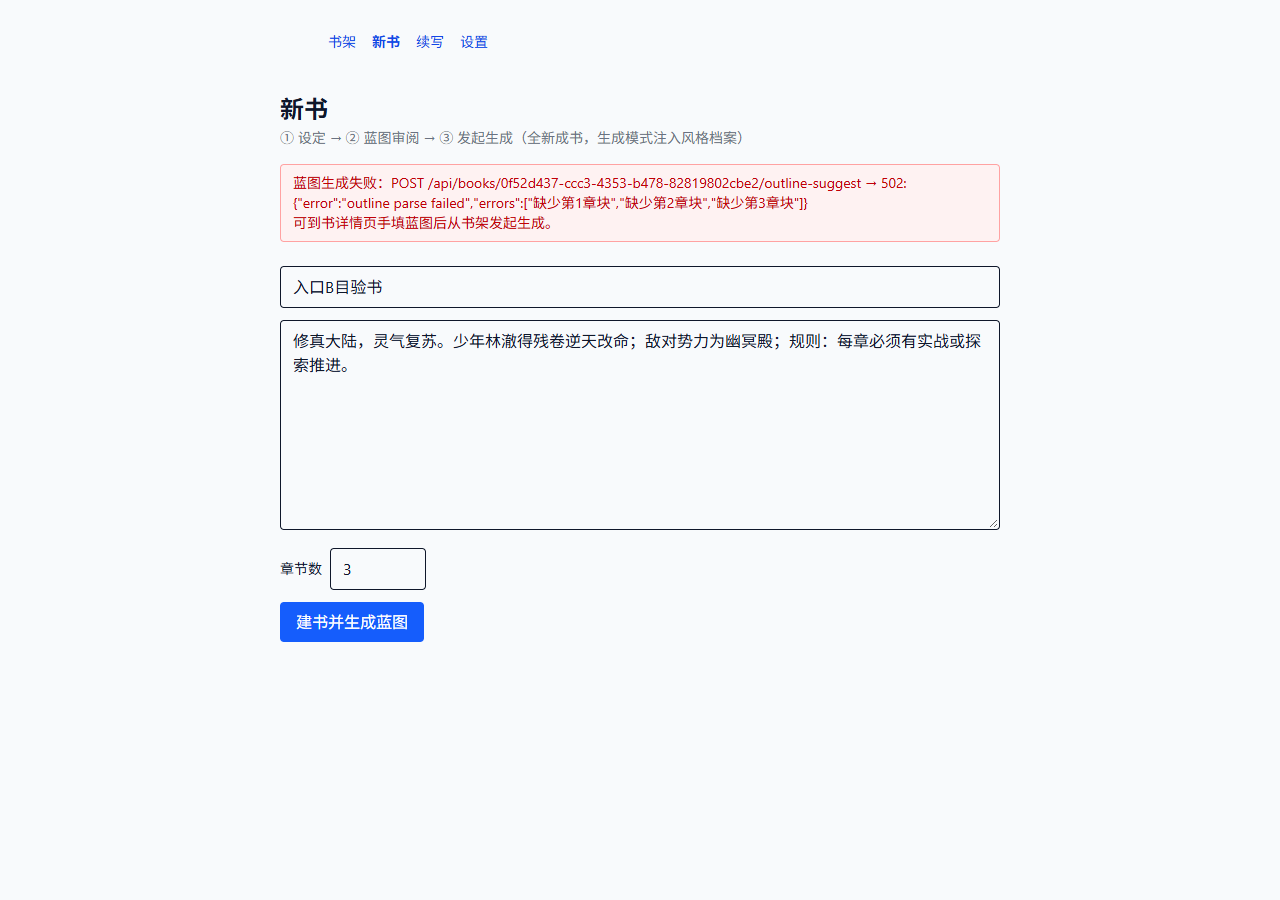 书架 新书 续写 设置
新书
① 设定 → ② 蓝图审阅 → ③ 发起生成（全新成书，生成模式注入风格档案）
蓝图生成失败：POST /api/books/0f52d437-ccc3-4353-b478-82819802cbe2/outline-suggest → 502:
{"error":"outline parse failed","errors":["缺少第1章块","缺少第2章块","缺少第3章块"]}
可到书详情页手填蓝图后从书架发起生成。
入口B目验书
修真大陆，灵气复苏。少年林澈得残卷逆天改命；敌对势力为幽冥殿；规则：每章必须有实战或探
索推进。
章节数 3
建书并生成蓝图